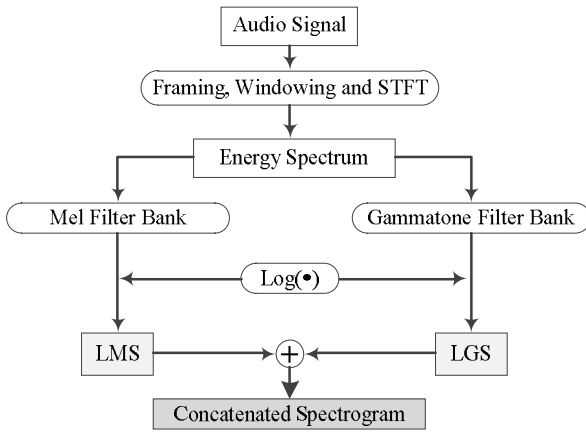 Audio Signal
Framing, Windowing and STFT
Energy Spectrum
Mel Filter Bank
Gammatone Filter Bank
Log(•)
LMS
+
LGS
Concatenated Spectrogram